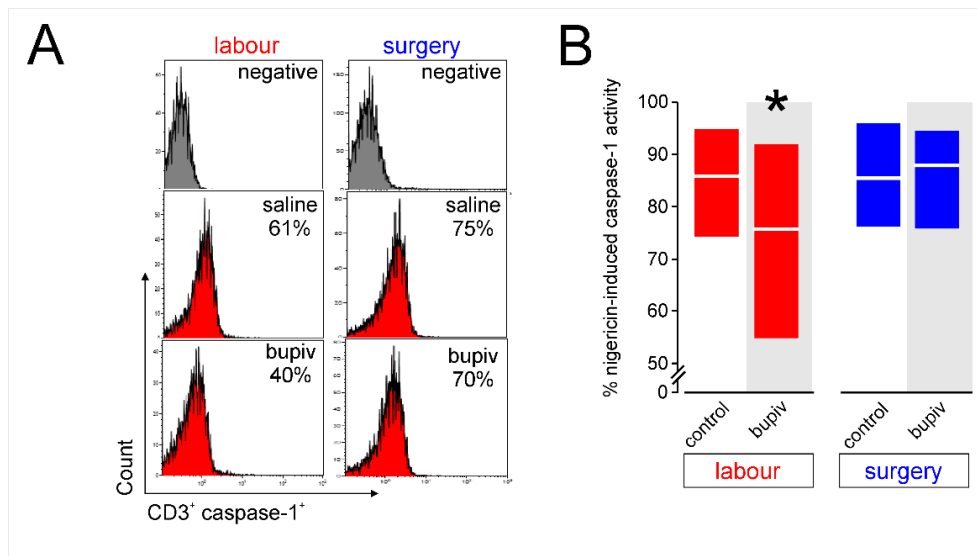 A
labour
surgery
negative
negative
saline
61%
saline
75%
bupiv
40%
bupiv
70%
Count
CD3⁺ caspase-1⁺
B
% nigericin-induced caspase-1 activity
100
90
80
70
60
50
0
*
control
bupiv
control
bupiv
labour
surgery